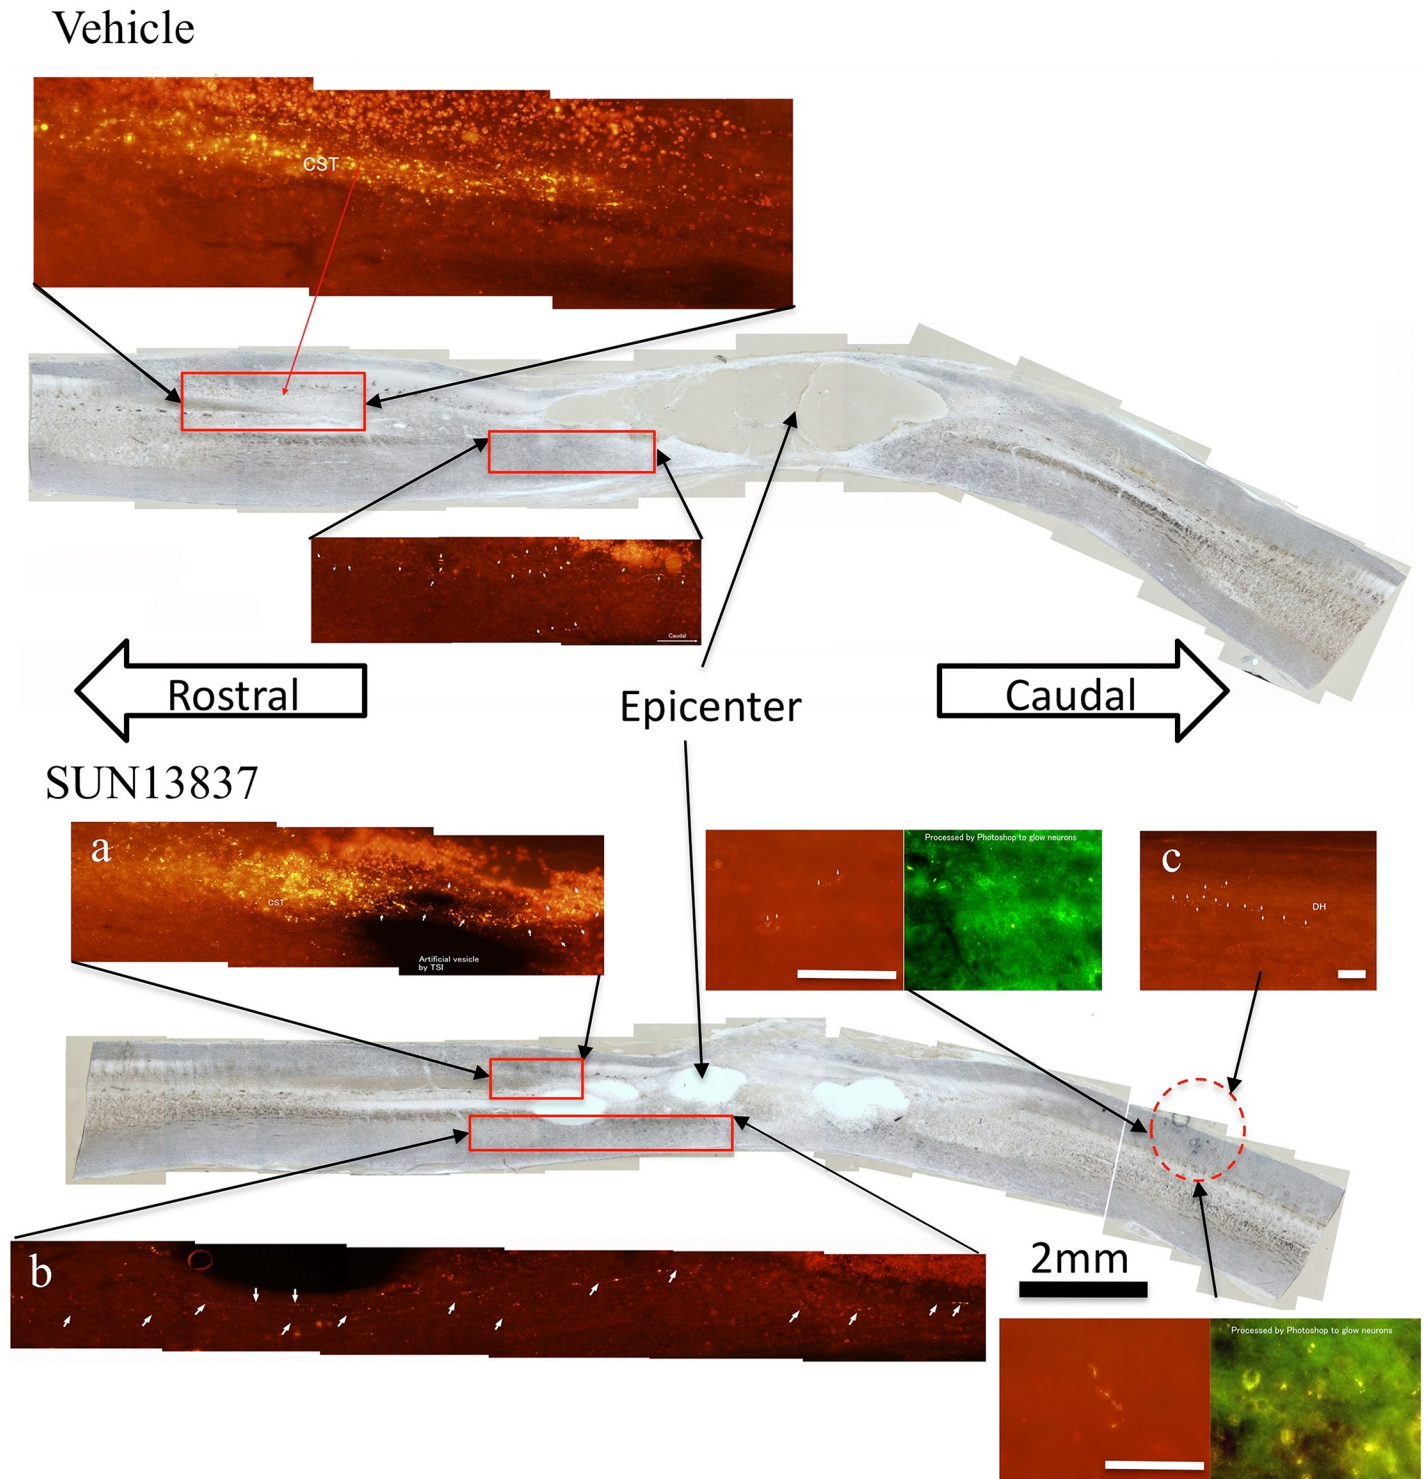 Vehicle
CST
Caudal
Rostral
Epicenter
Caudal
SUN13837
a
CST
Artificial vesicle
by TSI
Processed by Photoshop to glow neurons
c
DH
b
2mm
Processed by Photoshop to glow neurons